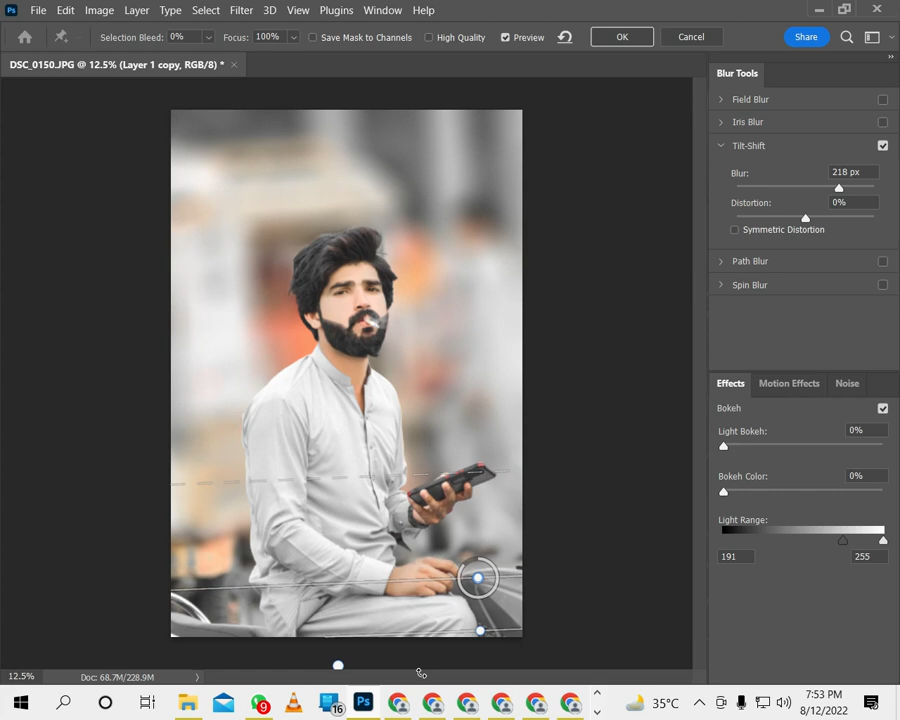 Ps File Edit Image Layer Type Select Filter 3D View Plugins Window Help
Selection Bleed: 0% Focus: 100% Save Mask to Channels High Quality Preview OK Cancel Share
DSC_0150.JPG @ 12.5% (Layer 1 copy, RGB/8) * ×
Blur Tools
Field Blur
Iris Blur
Tilt-Shift
Blur: 218 px
Distortion: 0%
Symmetric Distortion
Path Blur
Spin Blur
Effects Motion Effects Noise
Bokeh
Light Bokeh: 0%
Bokeh Color: 0%
Light Range:
191 255
12.5% Doc: 68.7M/228.9M
9 16 Ps 35°C 7:53 PM
8/12/2022